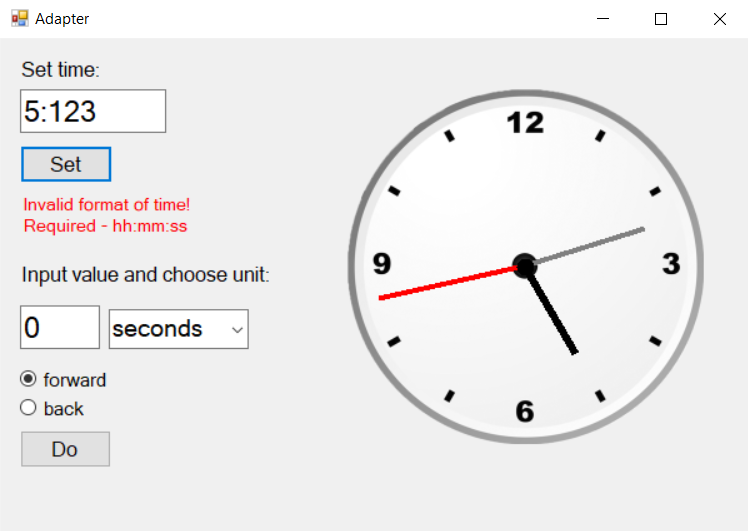 Adapter
Set time:
5:123
Set
Invalid format of time!
Required - hh:mm:ss
Input value and choose unit:
0 seconds
forward
back
Do
12
9 3
6